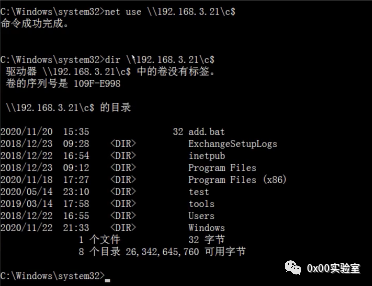 C:\Windows\system32>net use \\192.168.3.21\c$
命令成功完成。
C:\Windows\system32>dir \\192.168.3.21\c$
驱动器 \\192.168.3.21\c$ 中的卷没有标签。
卷的序列号是 109F-E998
\\192.168.3.21\c$ 的目录
2020/11/20 15:35 32 add.bat
2018/12/23 09:28 <DIR> ExchangeSetupLogs
2018/12/22 16:54 <DIR> inetpub
2018/12/23 09:12 <DIR> Program Files
2020/11/18 17:27 <DIR> Program Files (x86)
2020/05/14 23:10 <DIR> test
2019/03/14 17:58 <DIR> tools
2018/12/22 16:55 <DIR> Users
2020/11/22 21:33 <DIR> Windows
1 个文件 32 字节
8 个目录 26,342,645,760 可用字节
C:\Windows\system32>
0x00实验室